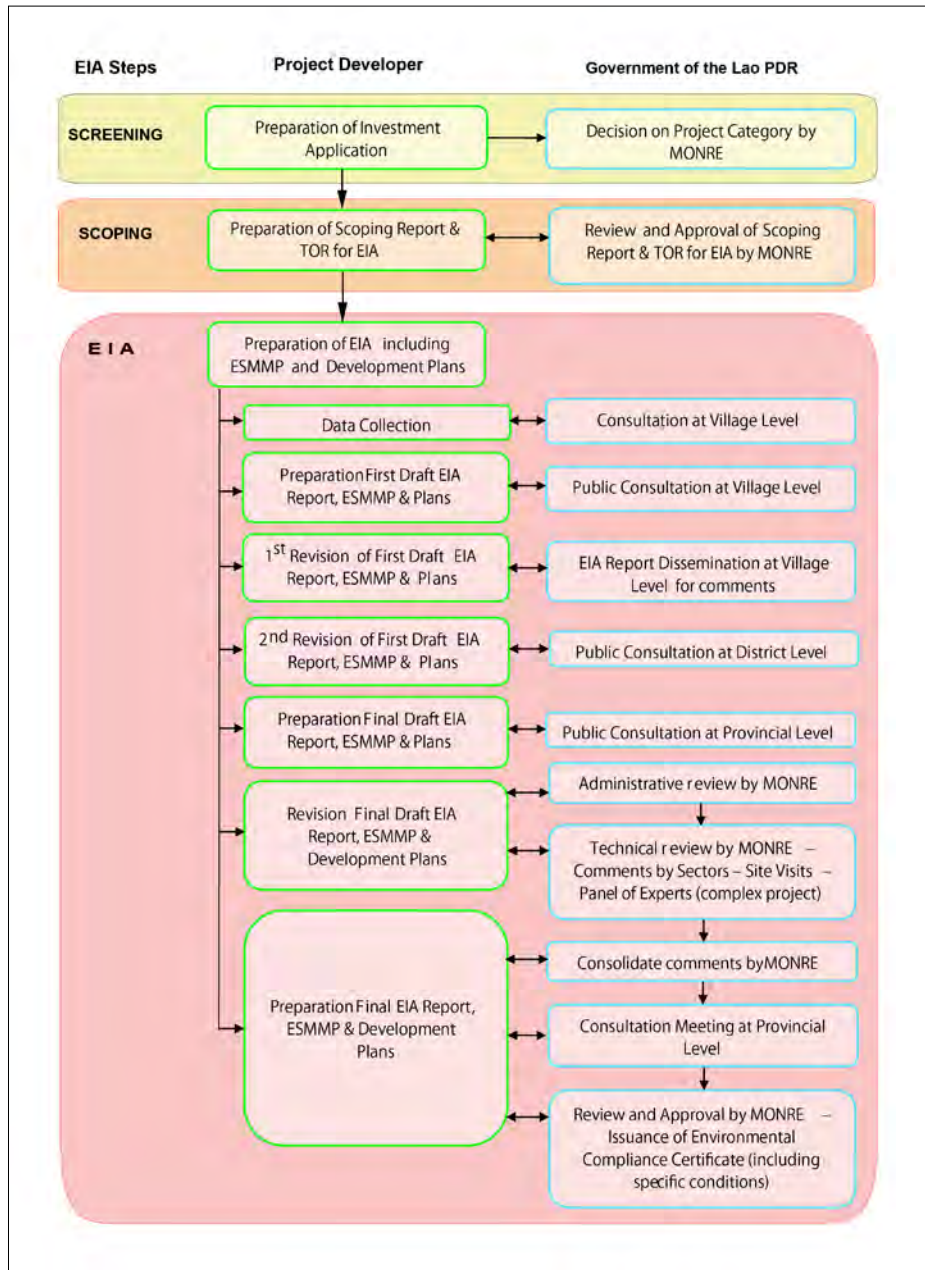 EIA Steps
Project Developer
Government of the Lao PDR
SCREENING
Preparation of Investment
Application
Decision on Project Category by
MONRE
SCOPING
Preparation of Scoping Report &
TOR for EIA
Review and Approval of Scoping
Report & TOR for EIA by MONRE
E I A
Preparation of EIA including
ESMMP and Development Plans
Data Collection
Consultation at Village Level
Preparation First Draft EIA
Report, ESMMP & Plans
Public Consultation at Village Level
1st Revision of First Draft EIA
Report, ESMMP & Plans
EIA Report Dissemination at Village
Level for comments
2nd Revision of First Draft EIA
Report, ESMMP & Plans
Public Consultation at District Level
Preparation Final Draft EIA
Report, ESMMP & Plans
Public Consultation at Provincial Level
Administrative review by MONRE
Revision Final Draft EIA
Report, ESMMP &
Development Plans
Technical review by MONRE –
Comments by Sectors – Site Visits –
Panel of Experts (complex project)
Consolidate comments byMONRE
Preparation Final EIA Report,
ESMMP & Development
Plans
Consultation Meeting at Provincial
Level
Review and Approval by MONRE –
Issuance of Environmental
Compliance Certificate (including
specific conditions)